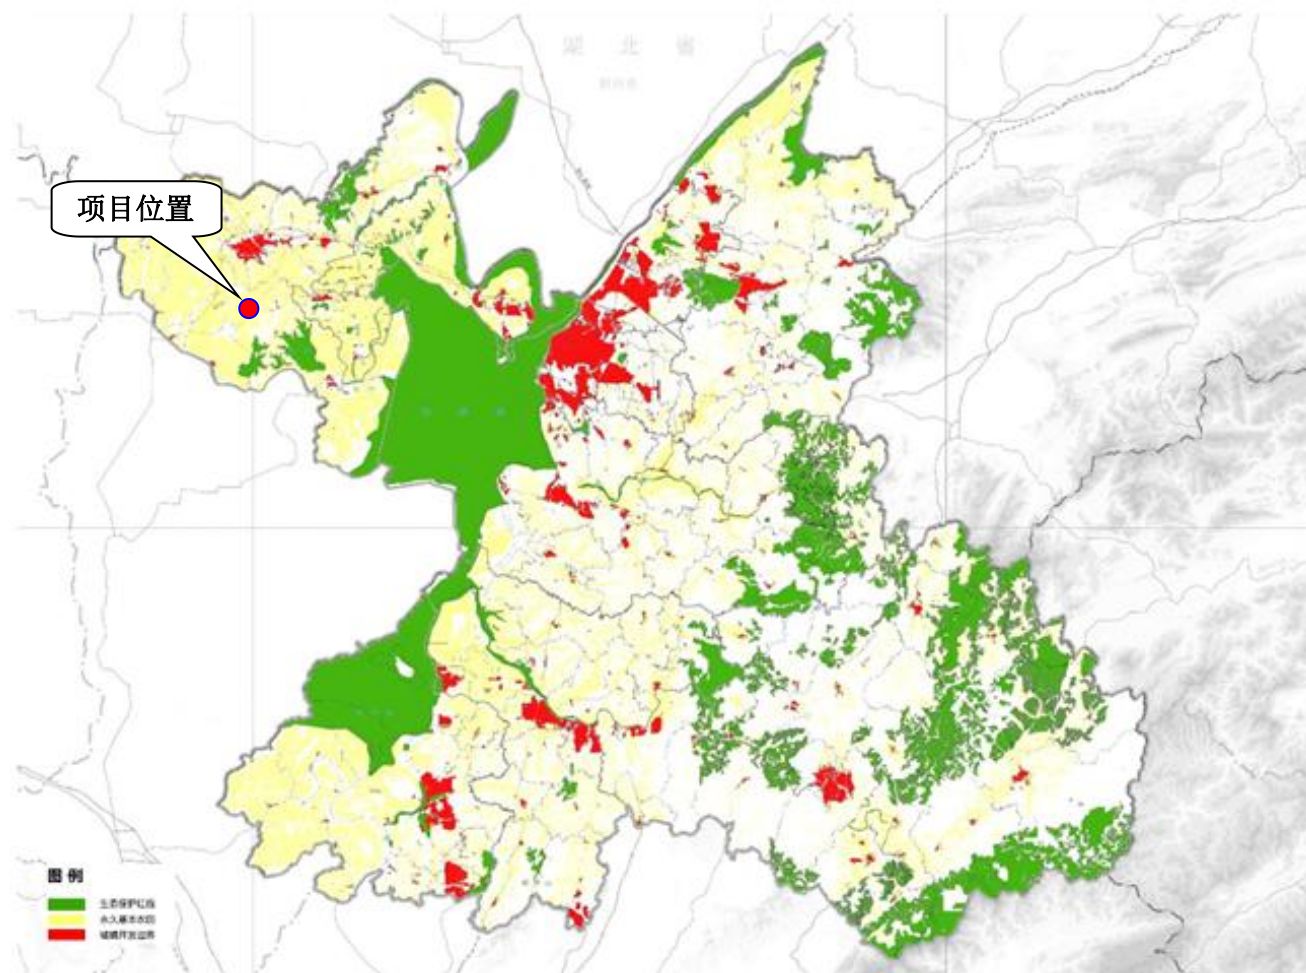 湖 北 省
项目位置
图 例
生态保护红线
永久基本农田
城镇开发边界